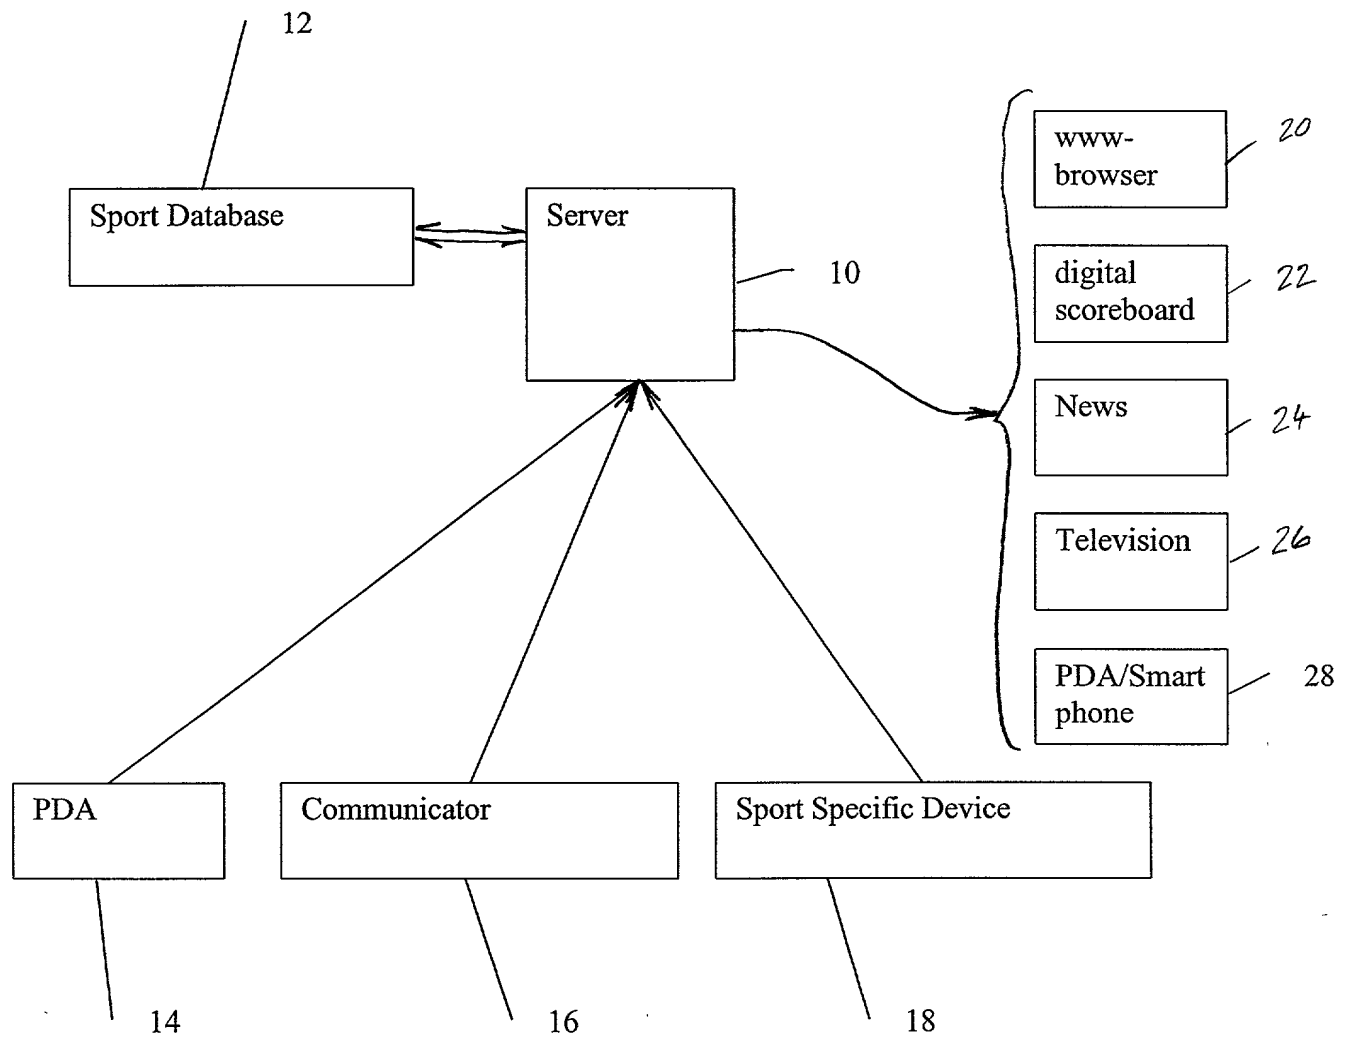 12
Sport Database
Server
10
www-
browser
20
digital
scoreboard
22
News
24
Television
26
PDA/Smart
phone
28
PDA
Communicator
Sport Specific Device
14
16
18